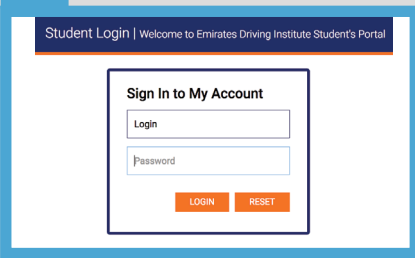 Student Login | Welcome to Emirates Driving Institute Student's Portal
Sign In to My Account
Login
Password
LOGIN RESET